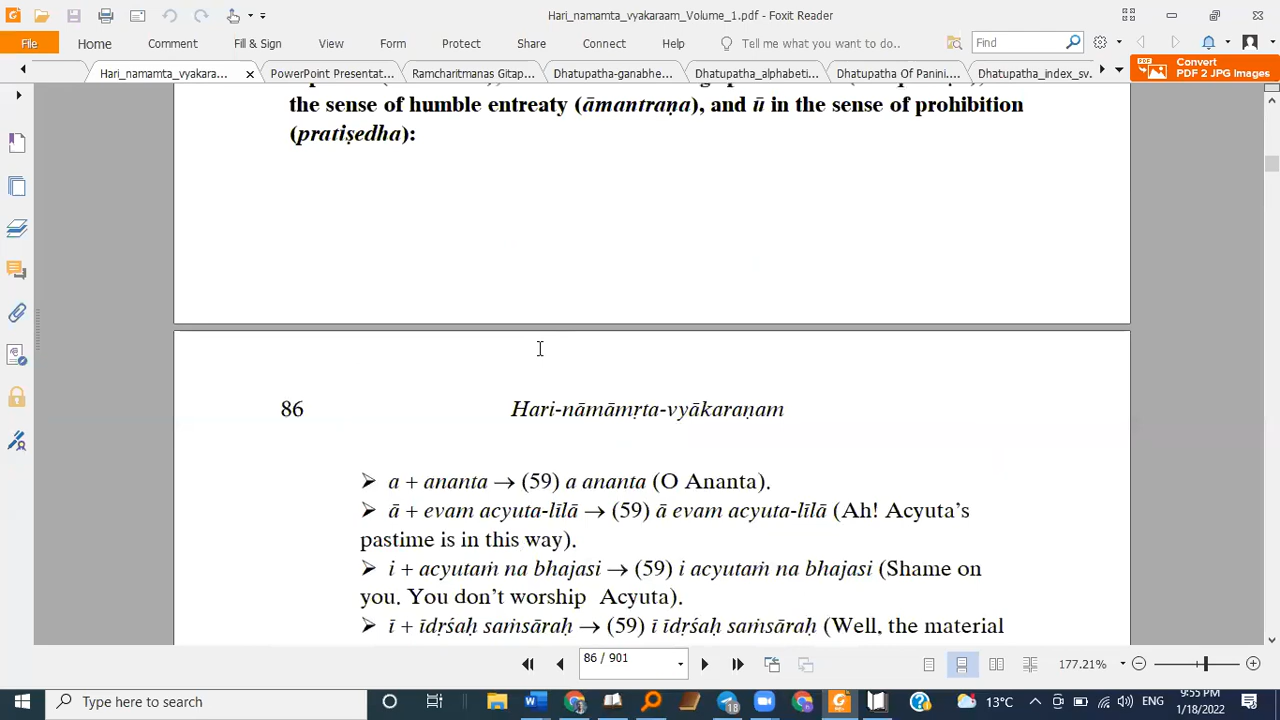 Hari_namamta_vyakaraam_Volume_1.pdf - Foxit Reader
File Home Comment Fill & Sign View Form Protect Share Connect Help Tell me what you want to do.. Find
Hari_namamta_vyakara... PowerPoint Presentat... Ramcharitmanas Gitap... Dhatupatha-ganabhe... Dhatupatha_alphabeti... Dhatupatha Of Panini.... Dhatupatha_index_sv. Convert
PDF 2 JPG Images
the sense of humble entreaty (āmantraṇa), and ū in the sense of prohibition
(pratiṣedha):
86 Hari-nāmāmṛta-vyākaraṇam
➢ a + ananta → (59) a ananta (O Ananta).
➢ ā + evam acyuta-līlā → (59) ā evam acyuta-līlā (Ah! Acyuta’s
pastime is in this way).
➢ i + acyutaṁ na bhajasi → (59) i acyutaṁ na bhajasi (Shame on
you. You don’t worship Acyuta).
➢ ī + īdṛśaḥ saṁsāraḥ → (59) ī īdṛśaḥ saṁsāraḥ (Well, the material
86 / 901 177.21%
Type here to search 18 13°C ENG 9:55 PM
1/18/2022